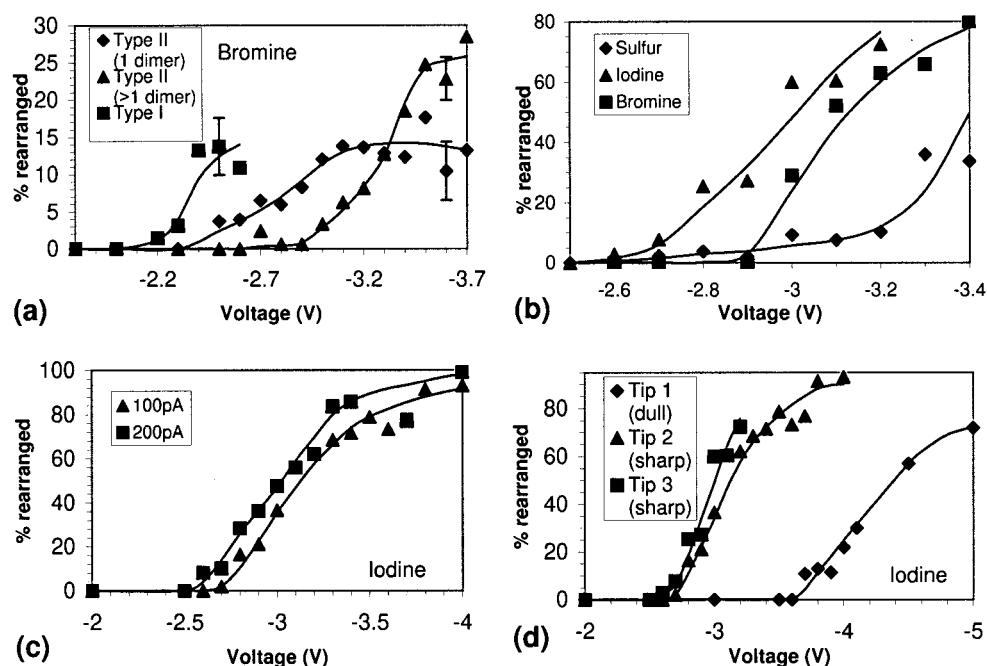 30
25
20
15
10
5
0
% rearranged
Type II
(1 dimer)
Type II
(>1 dimer)
Type I
Bromine
-2.2 -2.7 -3.2 -3.7
Voltage (V)
(a)
80
60
40
20
0
% rearranged
Sulfur
Iodine
Bromine
-2.6 -2.8 -3 -3.2 -3.4
Voltage (V)
(b)
100
80
60
40
20
0
% rearranged
100pA
200pA
Iodine
-2 -2.5 -3 -3.5 -4
Voltage (V)
(c)
80
60
40
20
0
% rearranged
Tip 1
(dull)
Tip 2
(sharp)
Tip 3
(sharp)
Iodine
-2 -3 -4 -5
Voltage (V)
(d)